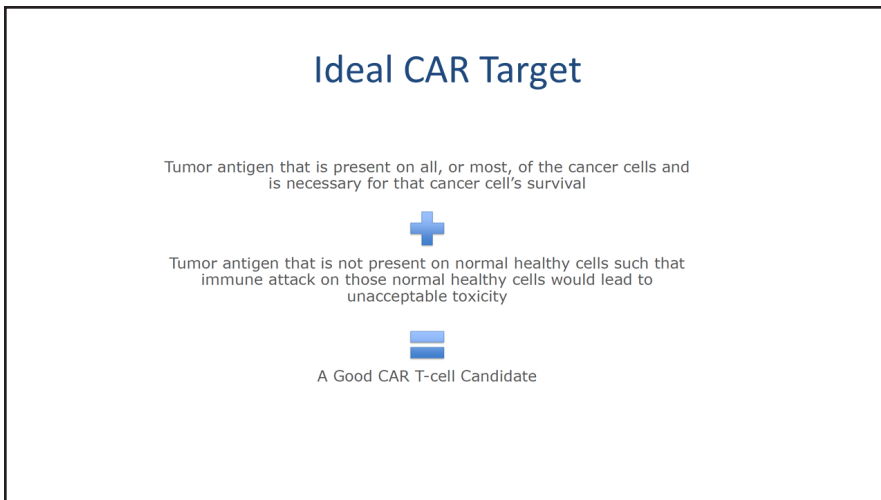 Ideal CAR Target
Tumor antigen that is present on all, or most, of the cancer cells and
is necessary for that cancer cell’s survival
Tumor antigen that is not present on normal healthy cells such that
immune attack on those normal healthy cells would lead to
unacceptable toxicity
A Good CAR T-cell Candidate